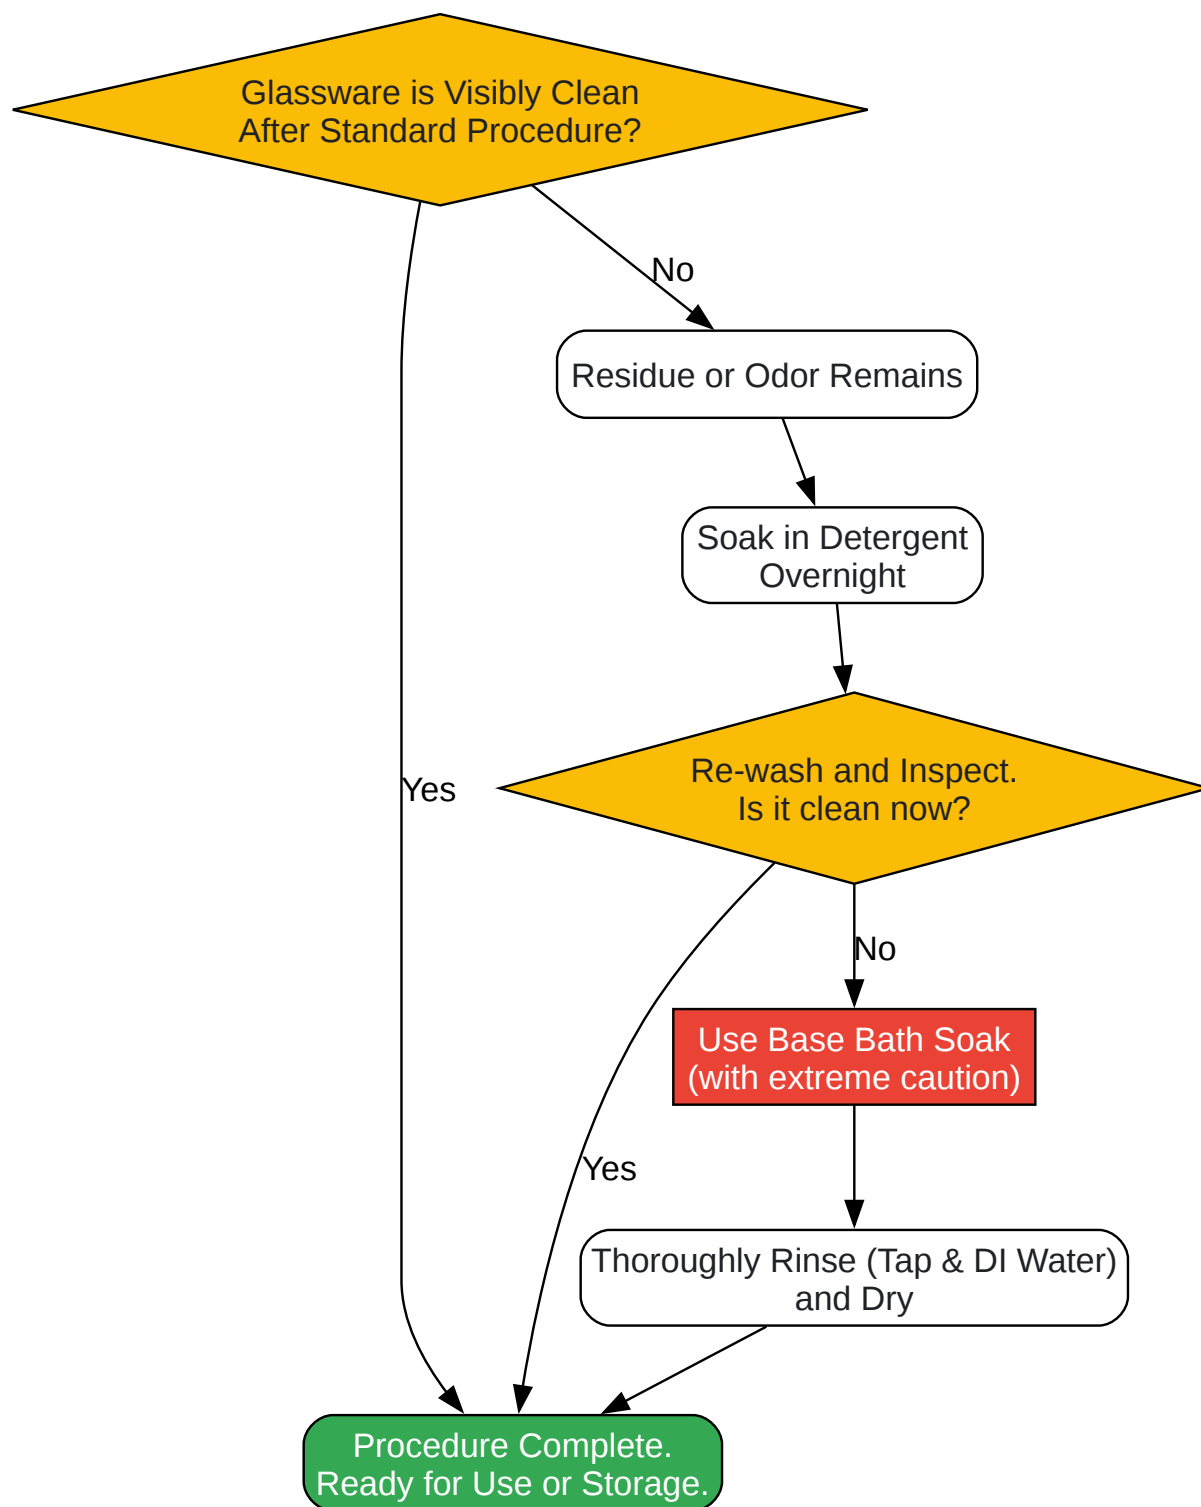 Glassware is Visibly Clean
After Standard Procedure?
No
Residue or Odor Remains
Soak in Detergent
Overnight
Re-wash and Inspect.
Is it clean now?
Yes
No
Use Base Bath Soak
(with extreme caution)
Yes
Thoroughly Rinse (Tap & DI Water)
and Dry
Procedure Complete.
Ready for Use or Storage.